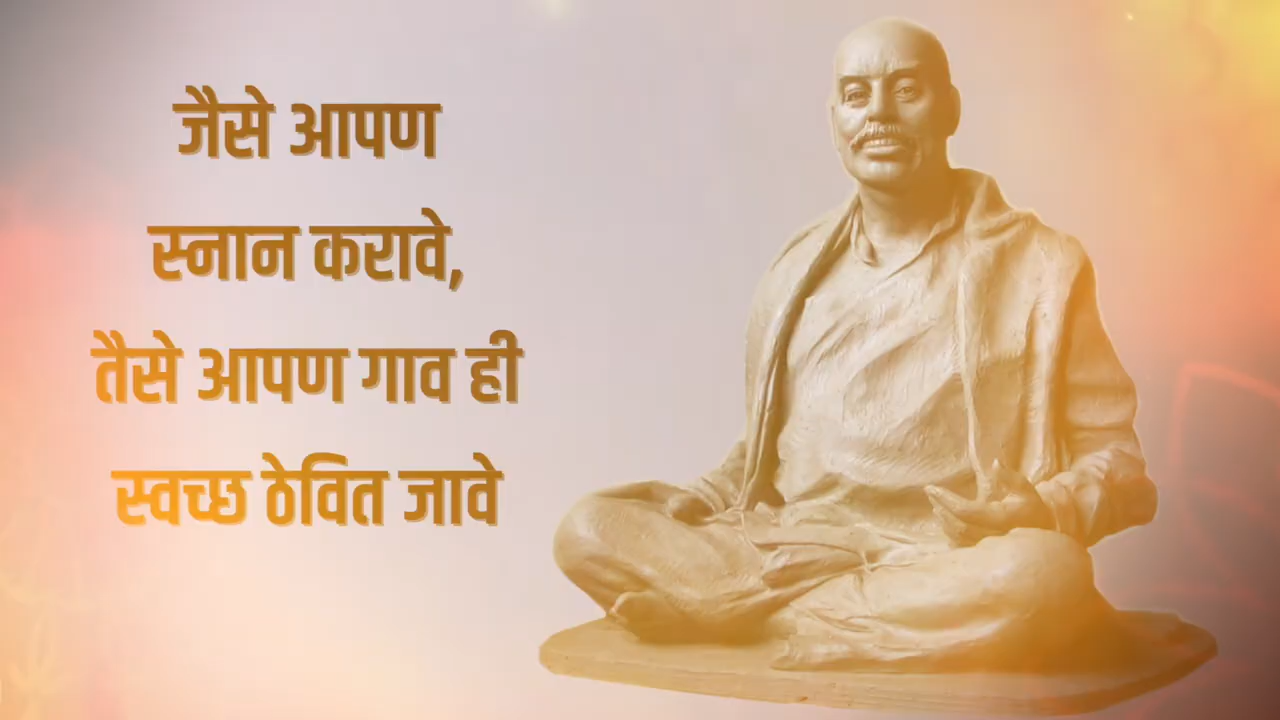 जैसे आपण
स्नान करावे,
तैसे आपण गाव ही
स्वच्छ ठेवित जावे